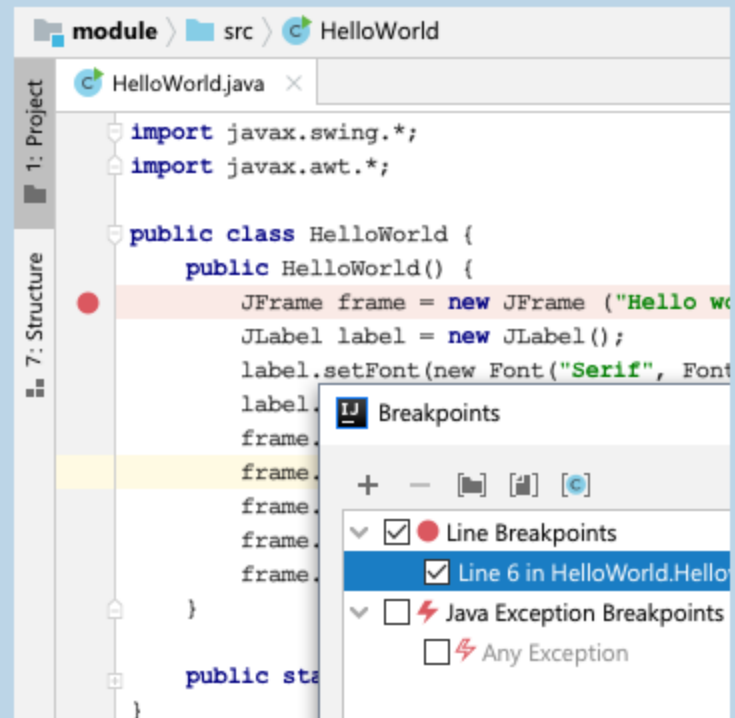 module src HelloWorld
HelloWorld.java
1: Project
7: Structure
import javax.swing.*;
import javax.awt.*;
public class HelloWorld {
public HelloWorld() {
JFrame frame = new JFrame ("Hello
JLabel label = new JLabel();
label.setFont(new Font("Serif", Font
label.
frame.
frame.
frame.
frame.
frame.
}
public
}
IJ Breakpoints
Line Breakpoints
Line 6 in HelloWorld.Hello
Java Exception Breakpoints
Any Exception